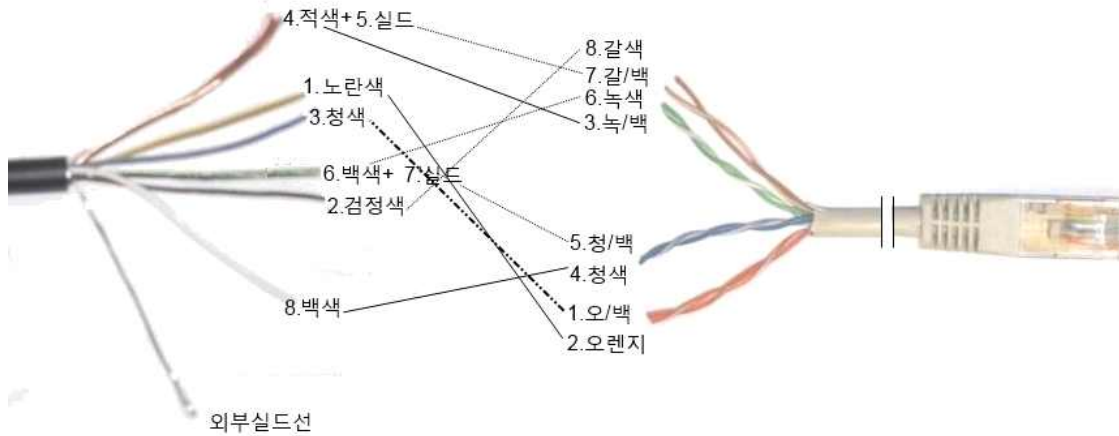 4.적색+ 5.실드
1.노란색
3.청색
6.백색+ 7.실드
2.검정색
8.백색
외부실드선
8.갈색
7.갈/백
6.녹색
3.녹/백
5.청/백
4.청색
1.오/백
2.오렌지